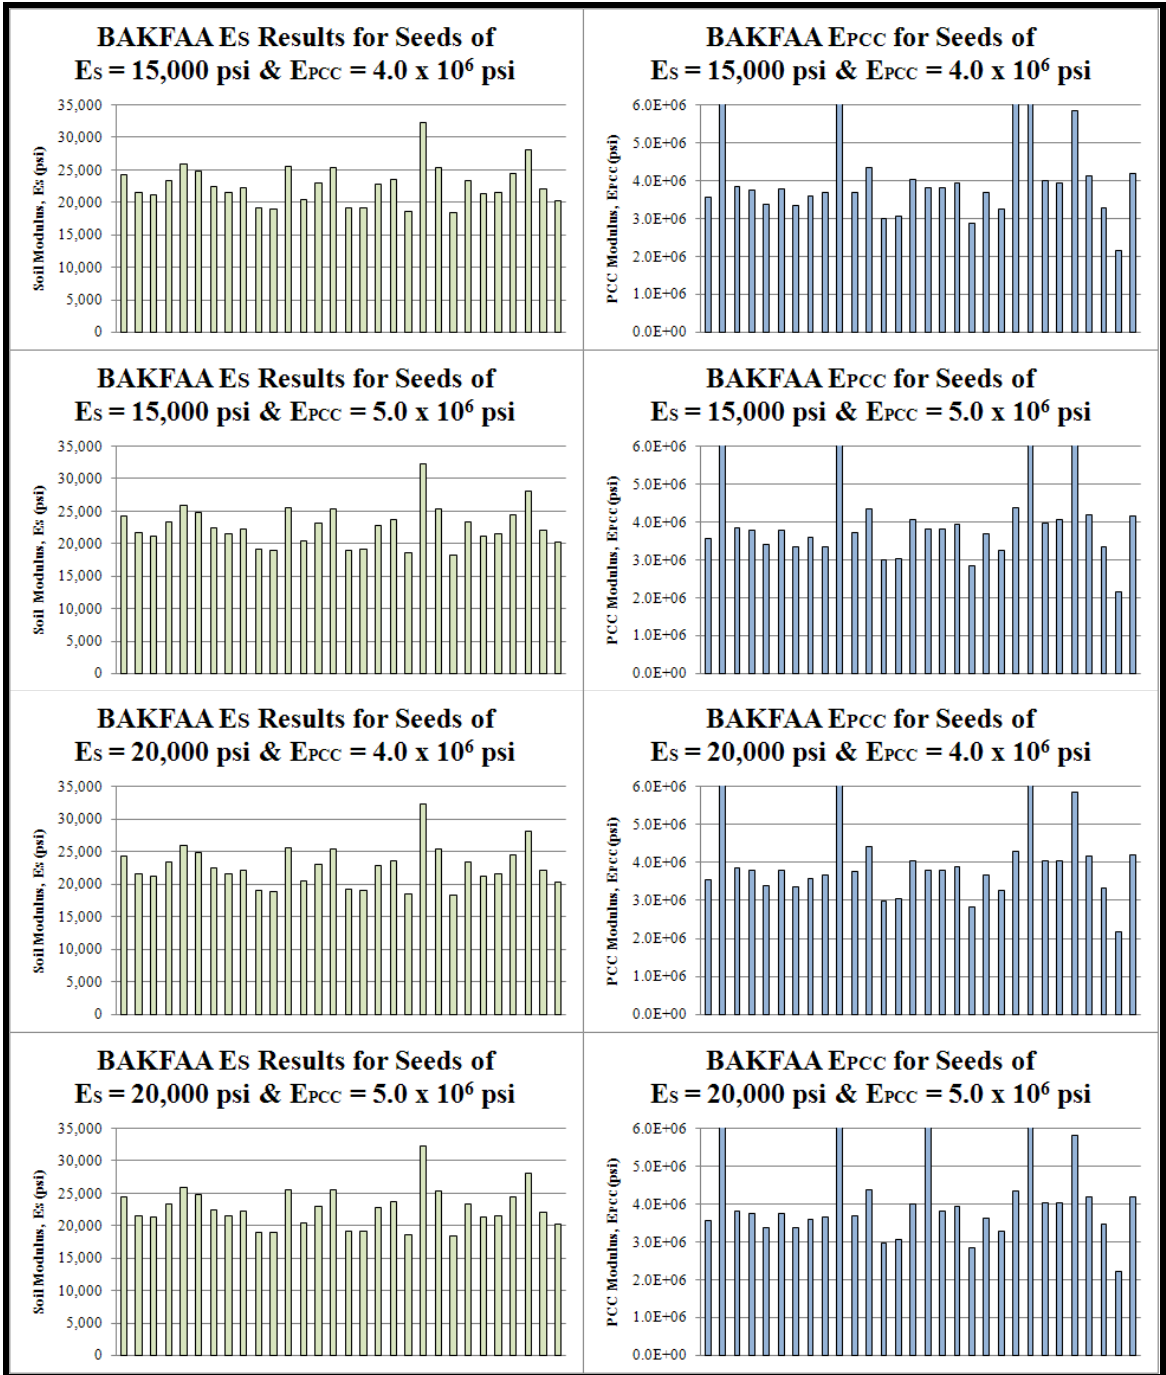 BAKFAA ES Results for Seeds of
ES = 15,000 psi & EPCC = 4.0 x 10⁶ psi
Soil Modulus, Es (psi)
35,000
30,000
25,000
20,000
15,000
10,000
5,000
0
BAKFAA EPCC for Seeds of
ES = 15,000 psi & EPCC = 4.0 x 10⁶ psi
PCC Modulus, EPCC (psi)
6.0E+06
5.0E+06
4.0E+06
3.0E+06
2.0E+06
1.0E+06
0.0E+00
BAKFAA ES Results for Seeds of
ES = 15,000 psi & EPCC = 5.0 x 10⁶ psi
Soil Modulus, Es (psi)
35,000
30,000
25,000
20,000
15,000
10,000
5,000
0
BAKFAA EPCC for Seeds of
ES = 15,000 psi & EPCC = 5.0 x 10⁶ psi
PCC Modulus, EPCC (psi)
6.0E+06
5.0E+06
4.0E+06
3.0E+06
2.0E+06
1.0E+06
0.0E+00
BAKFAA ES Results for Seeds of
ES = 20,000 psi & EPCC = 4.0 x 10⁶ psi
Soil Modulus, Es (psi)
35,000
30,000
25,000
20,000
15,000
10,000
5,000
0
BAKFAA EPCC for Seeds of
ES = 20,000 psi & EPCC = 4.0 x 10⁶ psi
PCC Modulus, EPCC (psi)
6.0E+06
5.0E+06
4.0E+06
3.0E+06
2.0E+06
1.0E+06
0.0E+00
BAKFAA ES Results for Seeds of
ES = 20,000 psi & EPCC = 5.0 x 10⁶ psi
Soil Modulus, Es (psi)
35,000
30,000
25,000
20,000
15,000
10,000
5,000
0
BAKFAA EPCC for Seeds of
ES = 20,000 psi & EPCC = 5.0 x 10⁶ psi
PCC Modulus, EPCC (psi)
6.0E+06
5.0E+06
4.0E+06
3.0E+06
2.0E+06
1.0E+06
0.0E+00